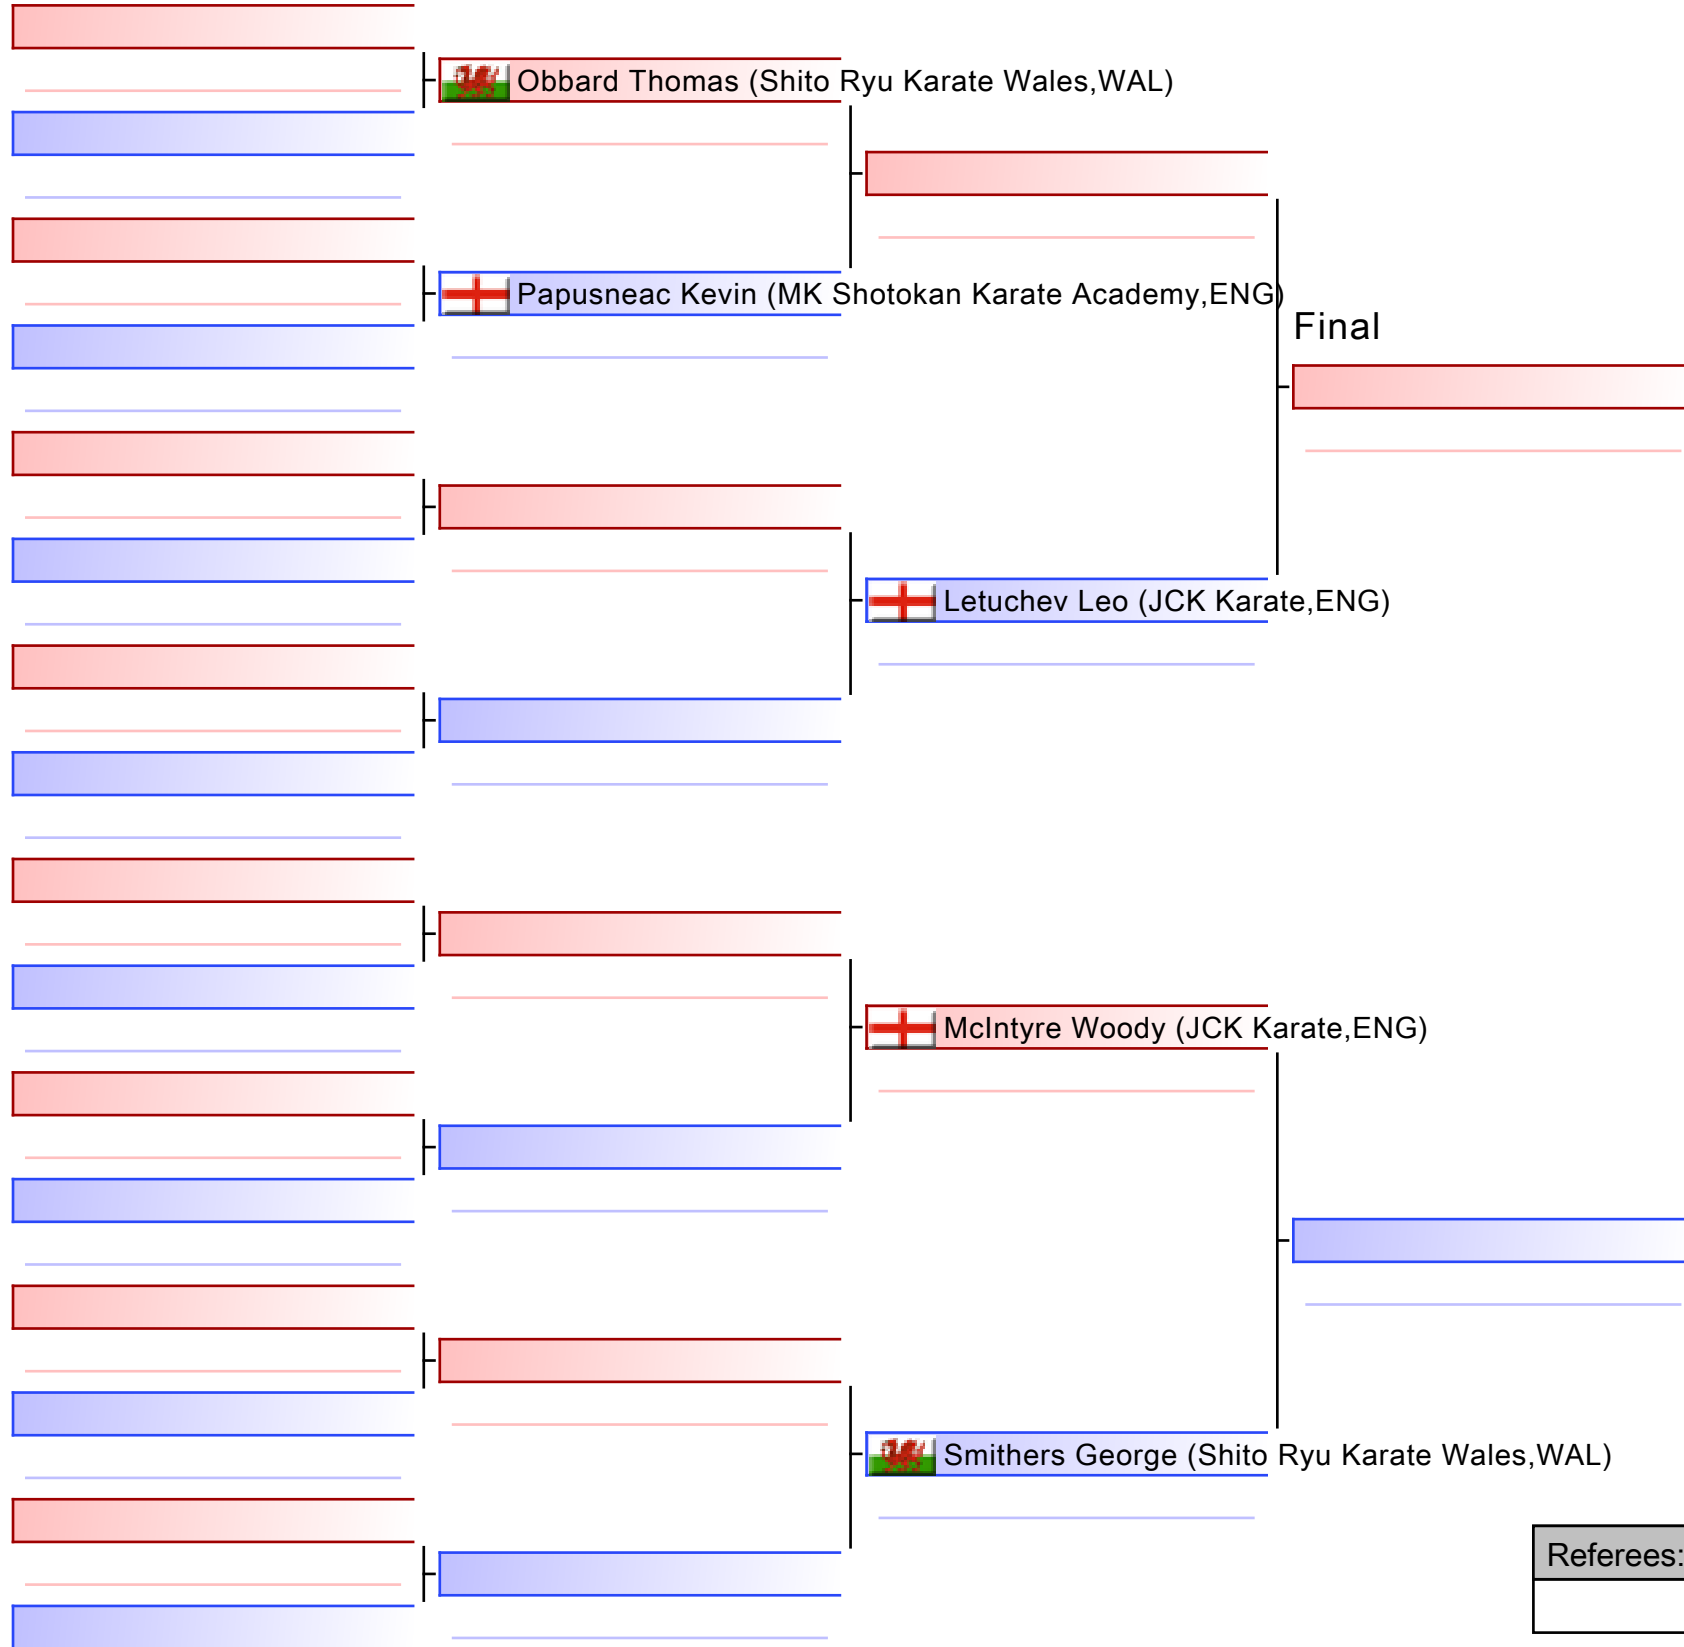 Obbard Thomas (Shito Ryu Karate Wales,WAL)
Papusneac Kevin (MK Shotokan Karate Academy,ENG)
Final
Letuchev Leo (JCK Karate,ENG)
McIntyre Woody (JCK Karate,ENG)
Smithers George (Shito Ryu Karate Wales,WAL)
Referees: